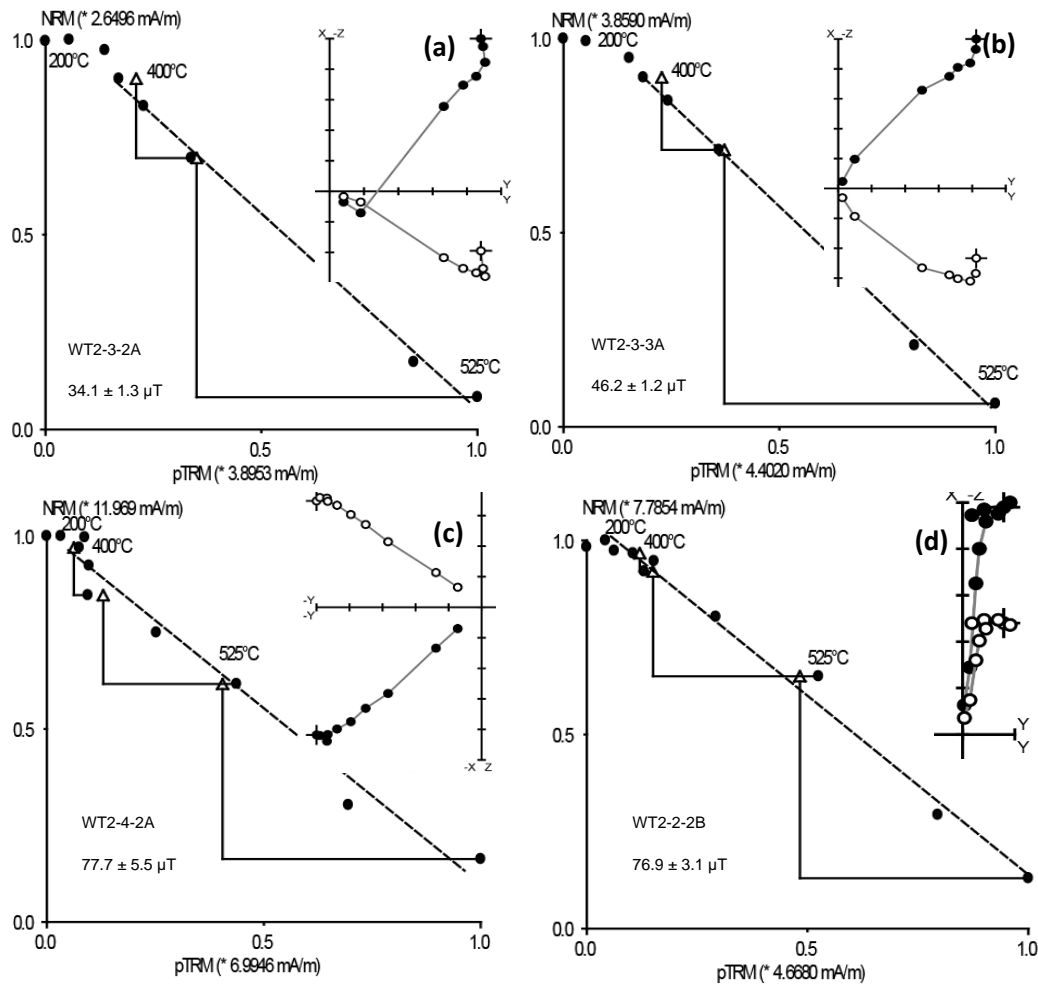 NRM (* 2.6496 mA/m)
1.0
200°C
400°C
X -Z
(a)
Y
Y
0.5
WT2-3-2A
525°C
34.1 ± 1.3 µT
0.0
0.0 0.5 1.0
pTRM (* 3.8953 mA/m)
NRM (* 3.8590 mA/m)
1.0
200°C
400°C
X -Z
(b)
Y
Y
0.5
WT2-3-3A
525°C
46.2 ± 1.2 µT
0.0
0.0 0.5 1.0
pTRM (* 4.4020 mA/m)
NRM (* 11.969 mA/m)
1.0
200°C
400°C
(c)
-Y
-Y
525°C
0.5
-X Z
WT2-4-2A
77.7 ± 5.5 µT
0.0
0.0 0.5 1.0
pTRM (* 6.9946 mA/m)
NRM (* 7.7854 mA/m)
1.0
200°C
400°C
X -Z
(d)
525°C
Y
Y
0.5
WT2-2-2B
76.9 ± 3.1 µT
0.0
0.0 0.5 1.0
pTRM (* 4.6680 mA/m)